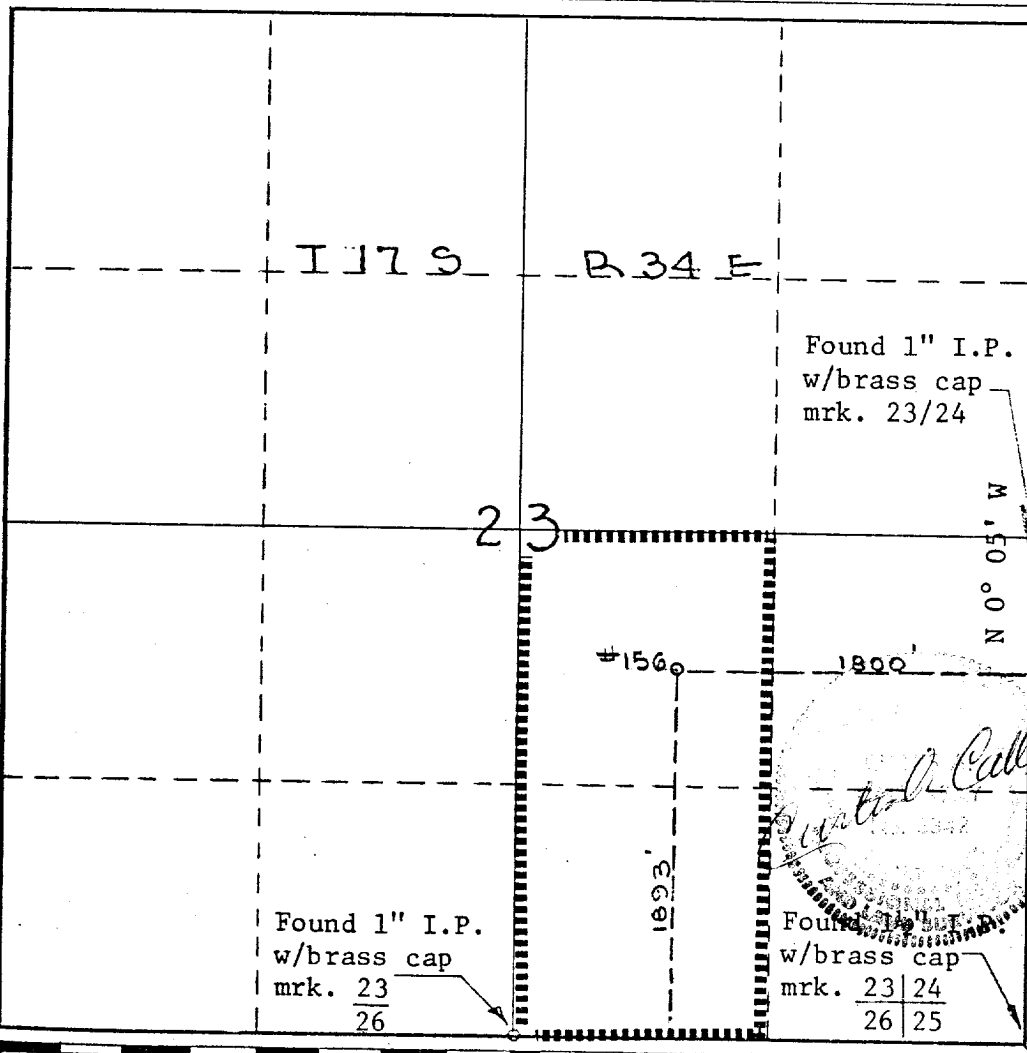 T 17 S R 34 E
Found 1" I.P.
w/brass cap
mrk. 23/24
N 0° 05' W
23
#156
1800'
1893'
Found 1" I.P.
w/brass cap
mrk. 23
26
Found
w/brass cap
mrk. 23|24
26|25